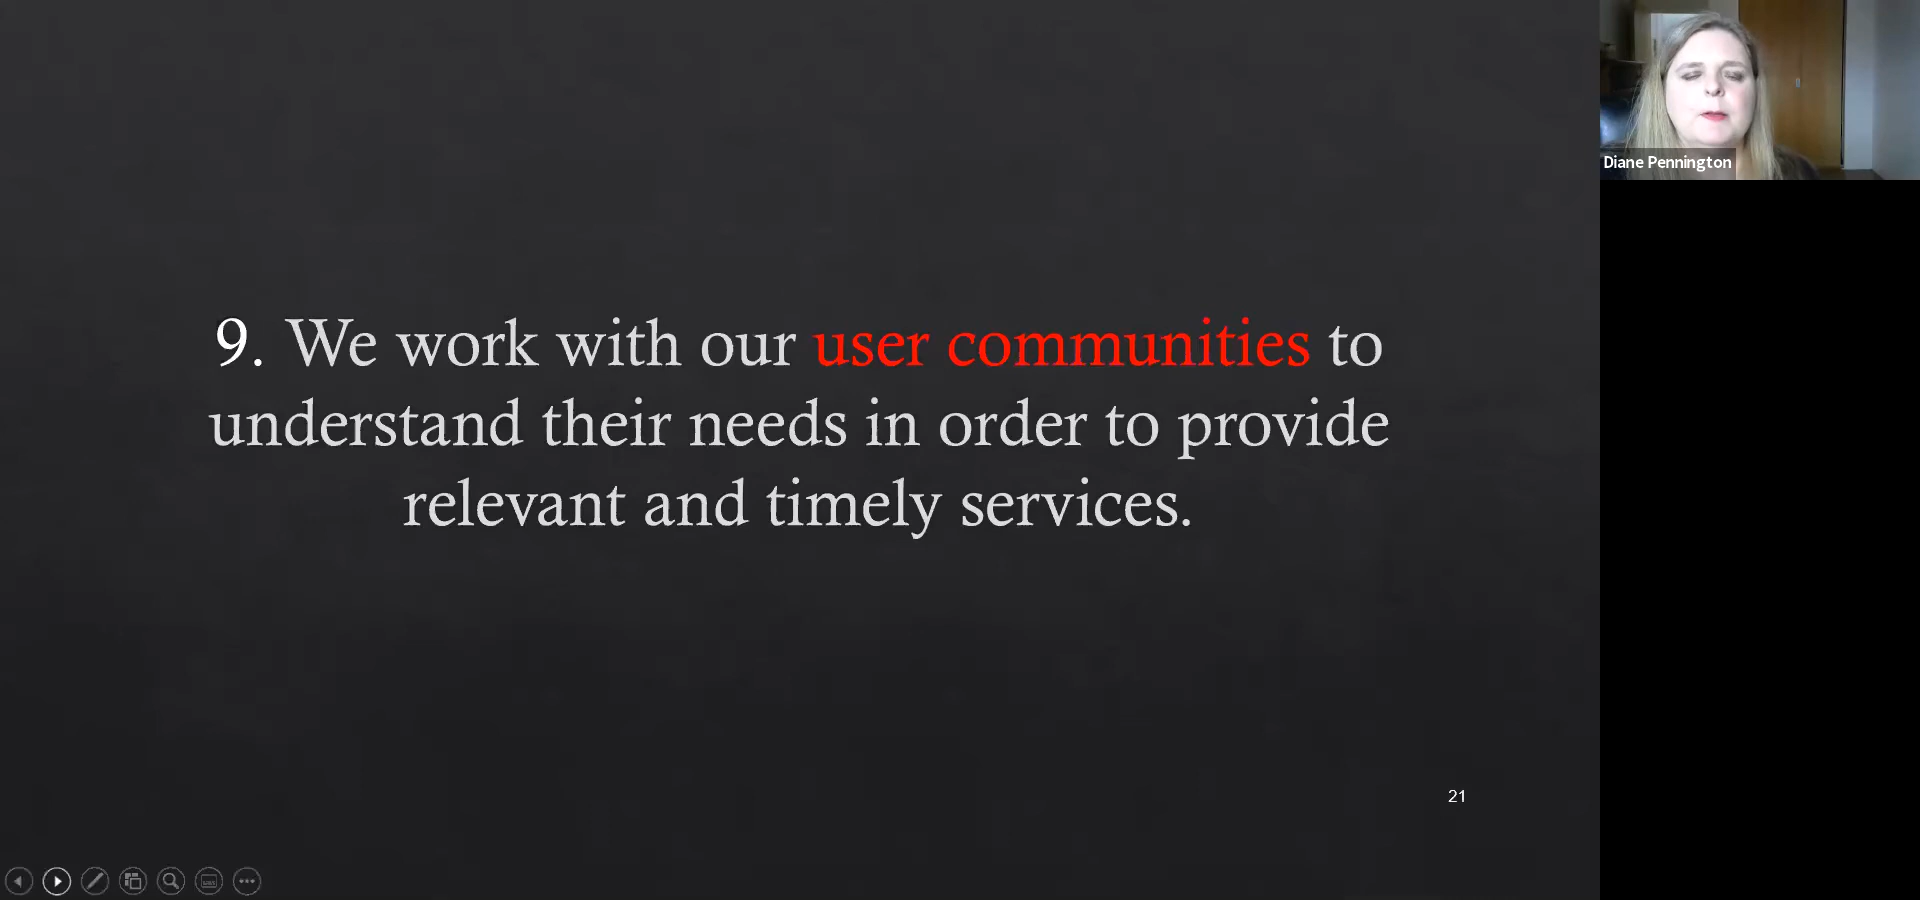 9. We work with our user communities to
understand their needs in order to provide
relevant and timely services.
21
Diane Pennington